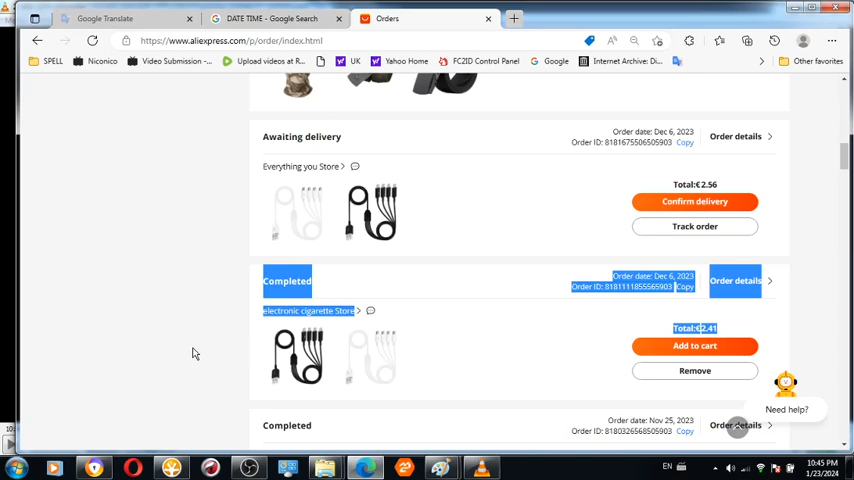 Google Translate
DATE TIME - Google Search
Orders
https://www.aliexpress.com/p/order/index.html
SPELL
Niconico
Video Submission -...
Upload videos at R...
UK
Yahoo Home
FC2ID Control Panel
Google
Internet Archive: Di...
Other favorites
Awaiting delivery
Order date: Dec 6, 2023
Order ID: 8181675506505903 Copy
Order details
Everything you Store
Total:€2.56
Confirm delivery
Track order
Completed
Order date: Dec 6, 2023
Order ID: 8181111855565903 Copy
Order details
electronic cigarette Store
Total:€2.41
Add to cart
Remove
Need help?
Completed
Order date: Nov 25, 2023
Order ID: 8180326568505903 Copy
Order details
EN
10:45 PM
1/23/2024